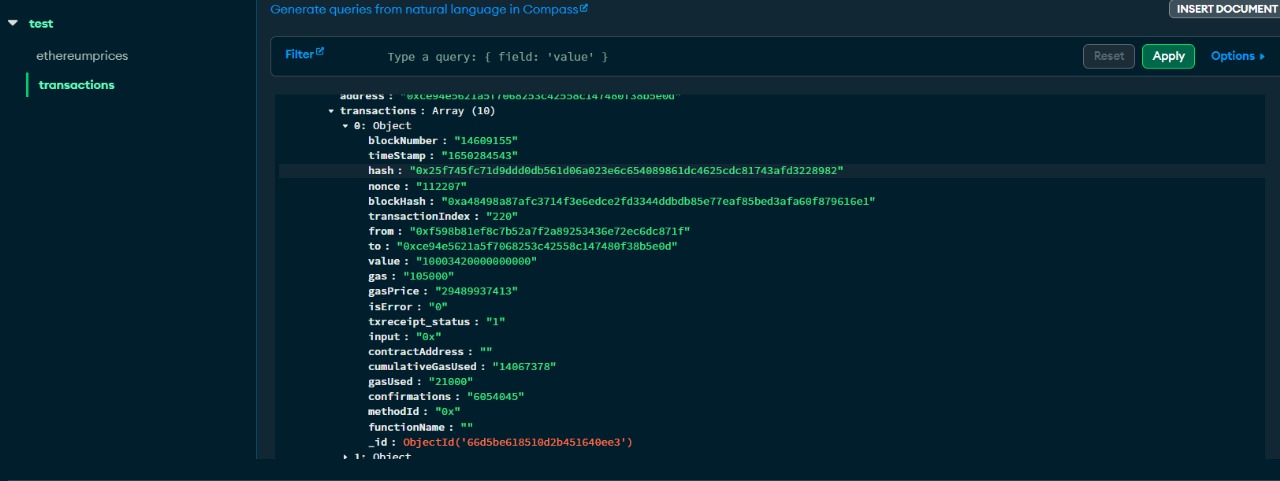 test
ethereumprices
transactions
Generate queries from natural language in Compass
INSERT DOCUMENT
Filter
Type a query: { field: 'value' }
Reset
Apply
Options
address : "0xce94e5621a5f7068253c42558c147480f38b5e0d"
transactions : Array (10)
0: Object
blockNumber : "14609155"
timeStamp : "1650284543"
hash : "0x25f745fc71d9ddd0db561d06a023e6c654089861dc4625cdc81743afd3228982"
nonce : "112207"
blockHash : "0xa48498a87afc3714f3e6edce2fd3344ddbdb85e77eaf85bed3afa60f879616e1"
transactionIndex : "220"
from : "0xf598b81ef8c7b52a7f2a89253436e72ec6dc871f"
to : "0xce94e5621a5f7068253c42558c147480f38b5e0d"
value : "10003420000000000"
gas : "105000"
gasPrice : "29489937413"
isError : "0"
txreceipt_status : "1"
input : "0x"
contractAddress : ""
cumulativeGasUsed : "14067378"
gasUsed : "21000"
confirmations : "6054045"
methodId : "0x"
functionName : ""
_id : ObjectId('66d5be618510d2b451640ee3')
1: Object